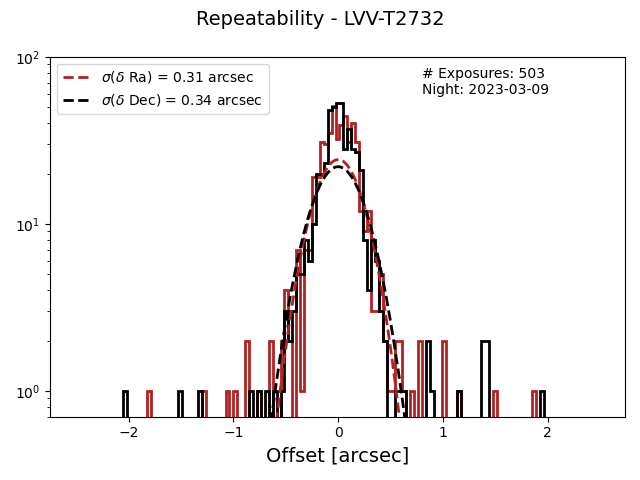 Repeatability - LVV-T2732
σ(δ Ra) = 0.31 arcsec
σ(δ Dec) = 0.34 arcsec
# Exposures: 503
Night: 2023-03-09
10²
10¹
10⁰
−2 −1 0 1 2
Offset [arcsec]